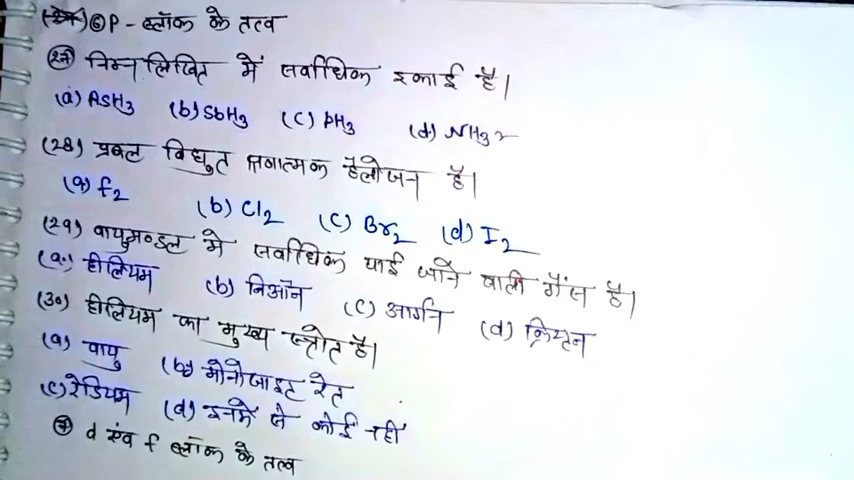 ⑥ P - ब्लॉक के तत्व
(27) निम्नलिखित में सर्वाधिक इकाई है।
(a) AsH3 (b) SbH3 (c) PH3 (d) NH3
(28) प्रबल विधुत ऋणात्मक हैलोजन है।
(a) f2 (b) Cl2 (c) Br2 (d) I2
(29) वायुमण्डल में सर्वाधिक पाई जाने वाली गैंस है।
(a) हीलियम (b) निऑन (c) आर्गन (d) क्रिप्टन
(30) हीलियम का मुख्य स्त्रोत है।
(a) वायु (b) मोनोजाइट रेत
(c) रेडियम (d) इनमें से कोई नहीं
⑦ d एंव f ब्लॉक के तत्व